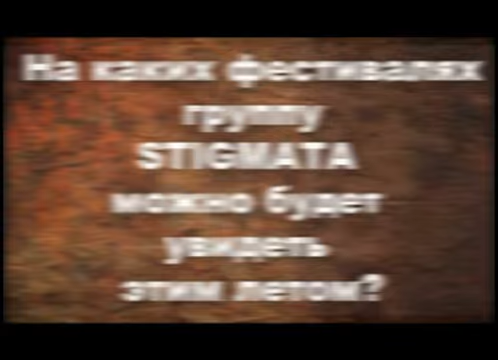 На каких фестивалях
группу
STIGMATA
можно будет
увидеть
этим летом?